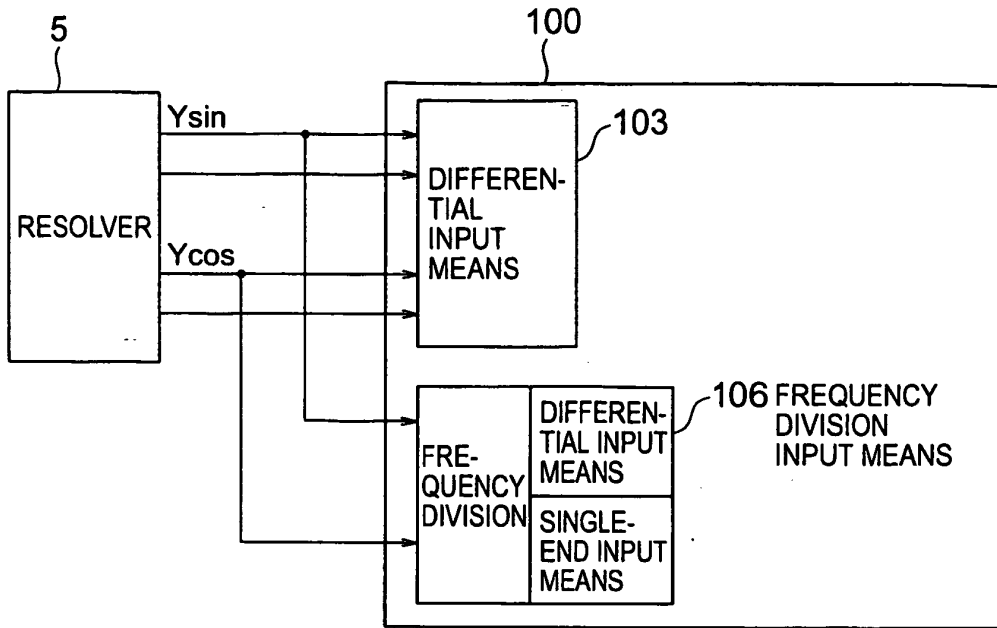 5
100
Ysin
103
DIFFEREN-
TIAL
INPUT
MEANS
RESOLVER
Ycos
106 FREQUENCY
DIVISION
INPUT MEANS
FRE-
QUENCY
DIVISION
DIFFEREN-
TIAL INPUT
MEANS
SINGLE-
END INPUT
MEANS